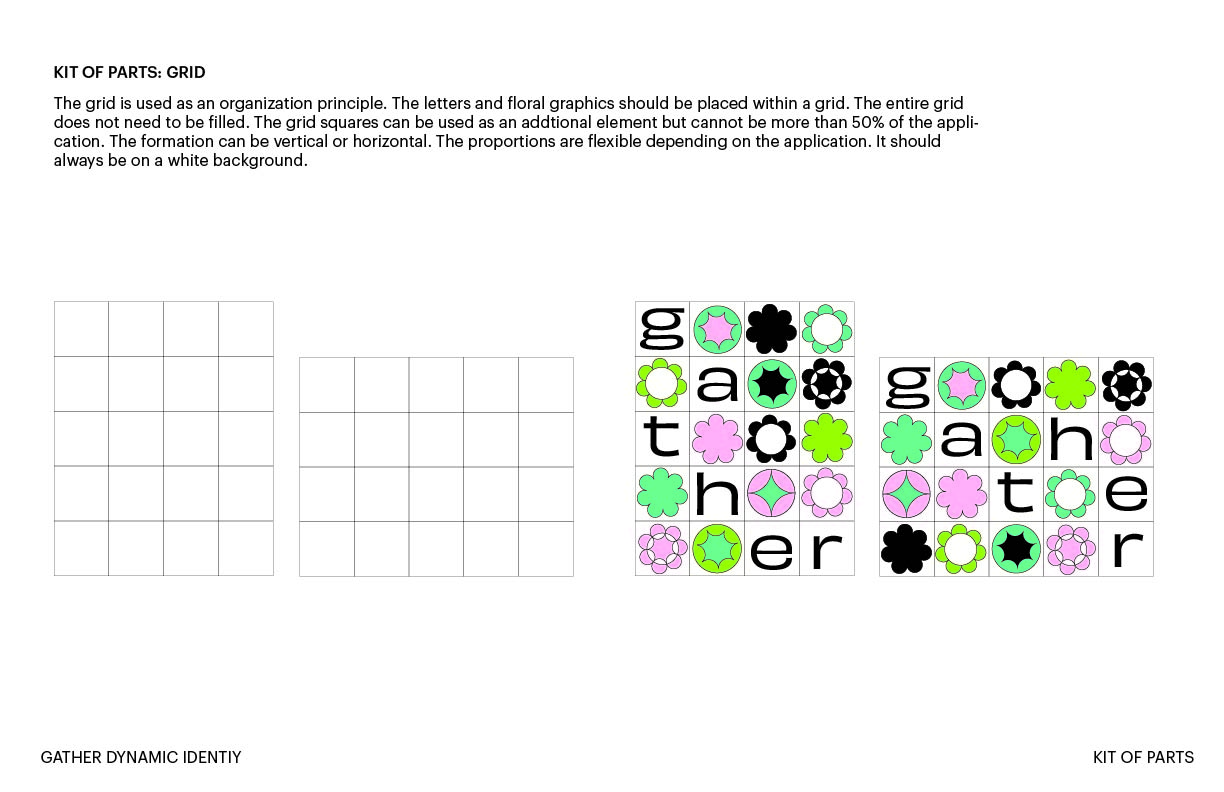 KIT OF PARTS: GRID
The grid is used as an organization principle. The letters and floral graphics should be placed within a grid. The entire grid
does not need to be filled. The grid squares can be used as an addtional element but cannot be more than 50% of the appli-
cation. The formation can be vertical or horizontal. The proportions are flexible depending on the application. It should
always be on a white background.
g
a
t
h
e r
g
a h
t e
r
GATHER DYNAMIC IDENTIY
KIT OF PARTS